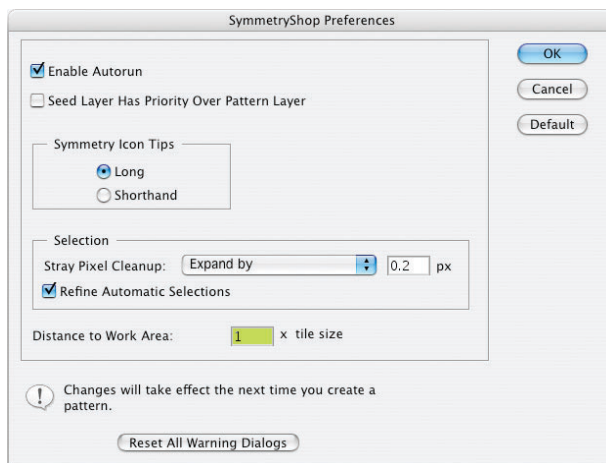 SymmetryShop Preferences
Enable Autorun
Seed Layer Has Priority Over Pattern Layer
Symmetry Icon Tips
Long
Shorthand
Selection
Stray Pixel Cleanup: Expand by 0.2 px
Refine Automatic Selections
Distance to Work Area: 1 x tile size
Changes will take effect the next time you create a
pattern.
Reset All Warning Dialogs
OK
Cancel
Default